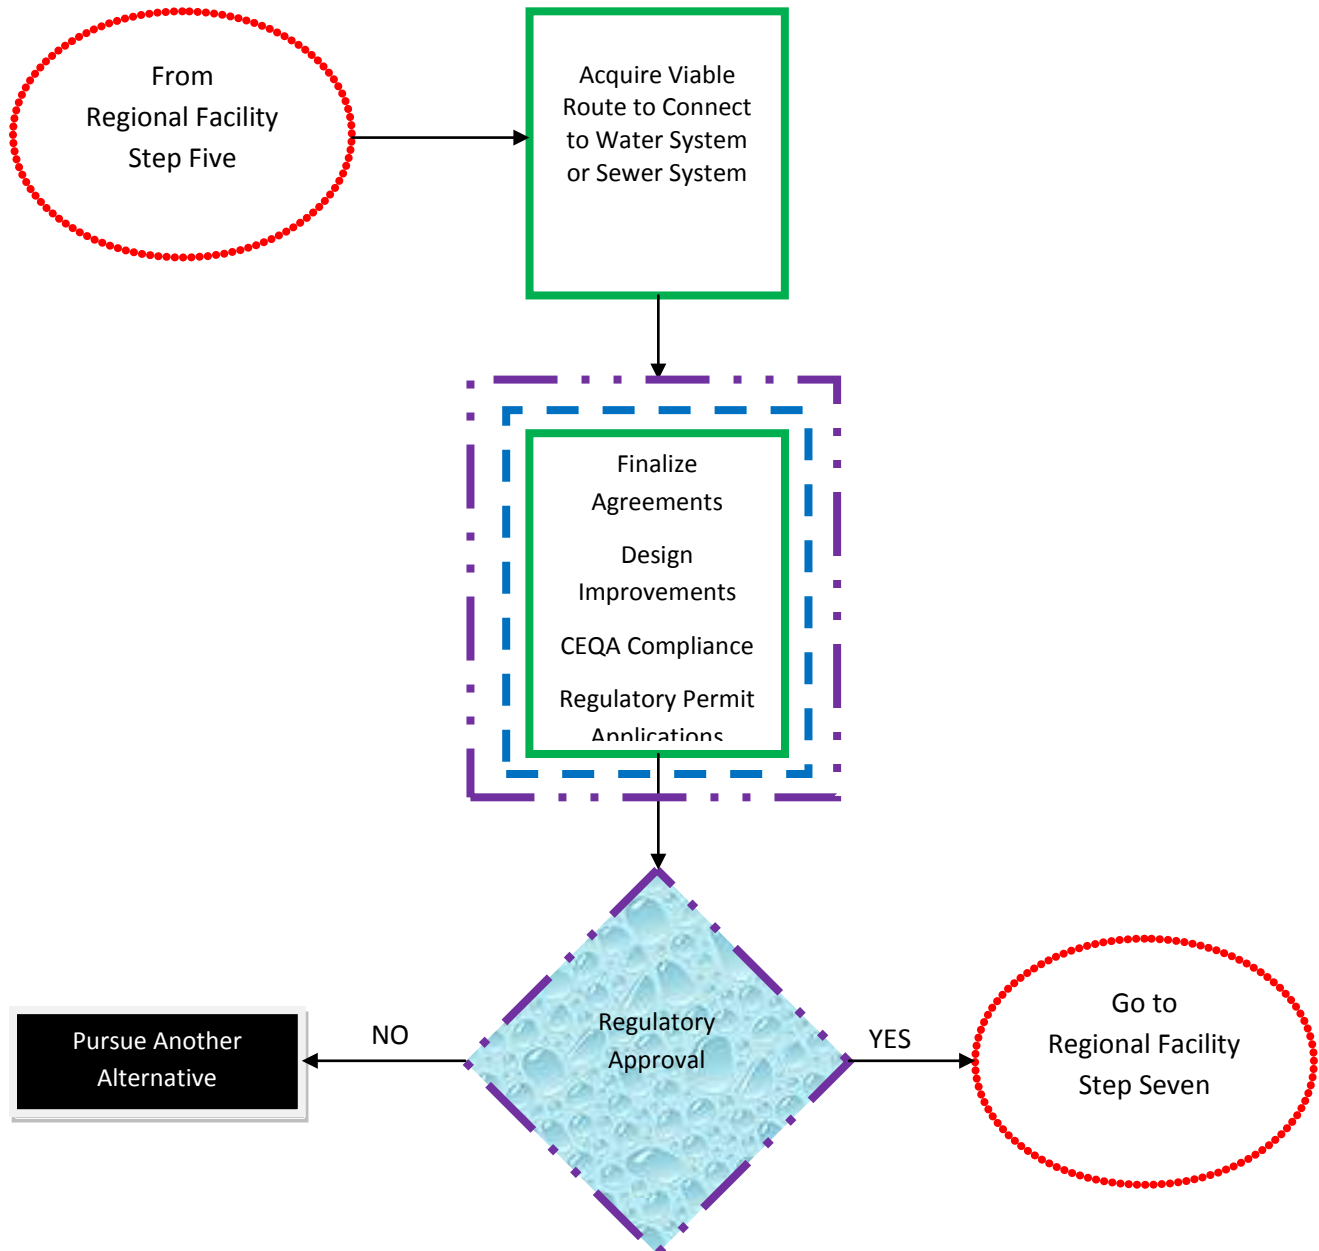 From
Regional Facility
Step Five
Acquire Viable
Route to Connect
to Water System
or Sewer System
Finalize
Agreements
Design
Improvements
CEQA Compliance
Regulatory Permit
Applications
Regulatory
Approval
NO
YES
Pursue Another
Alternative
Go to
Regional Facility
Step Seven